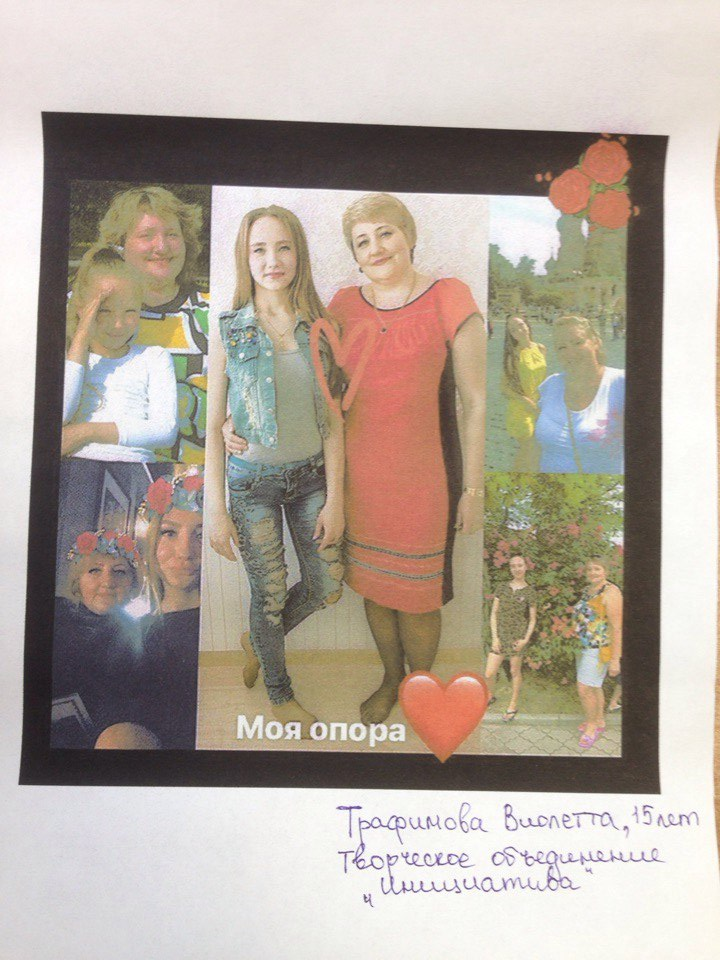 Моя опора
Трафимова Виолетта, 15 лет
творческое объединение
„Инициатива“